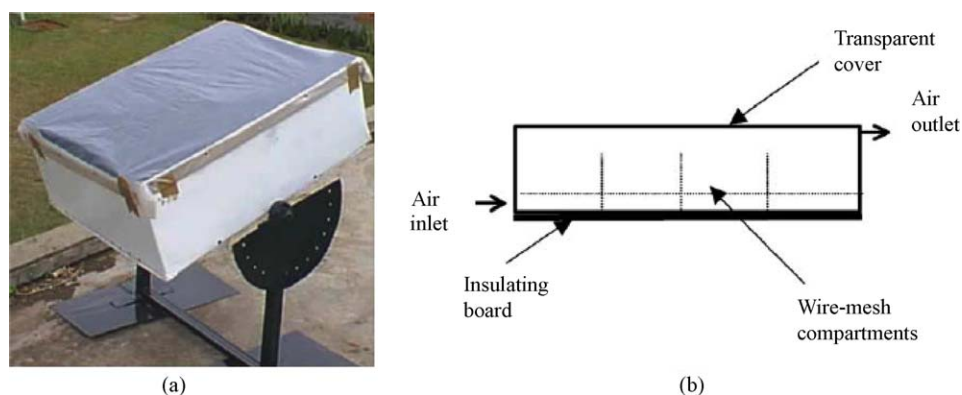 Transparent
cover
Air
outlet
Air
inlet
Insulating
board
Wire-mesh
compartments
(a)
(b)